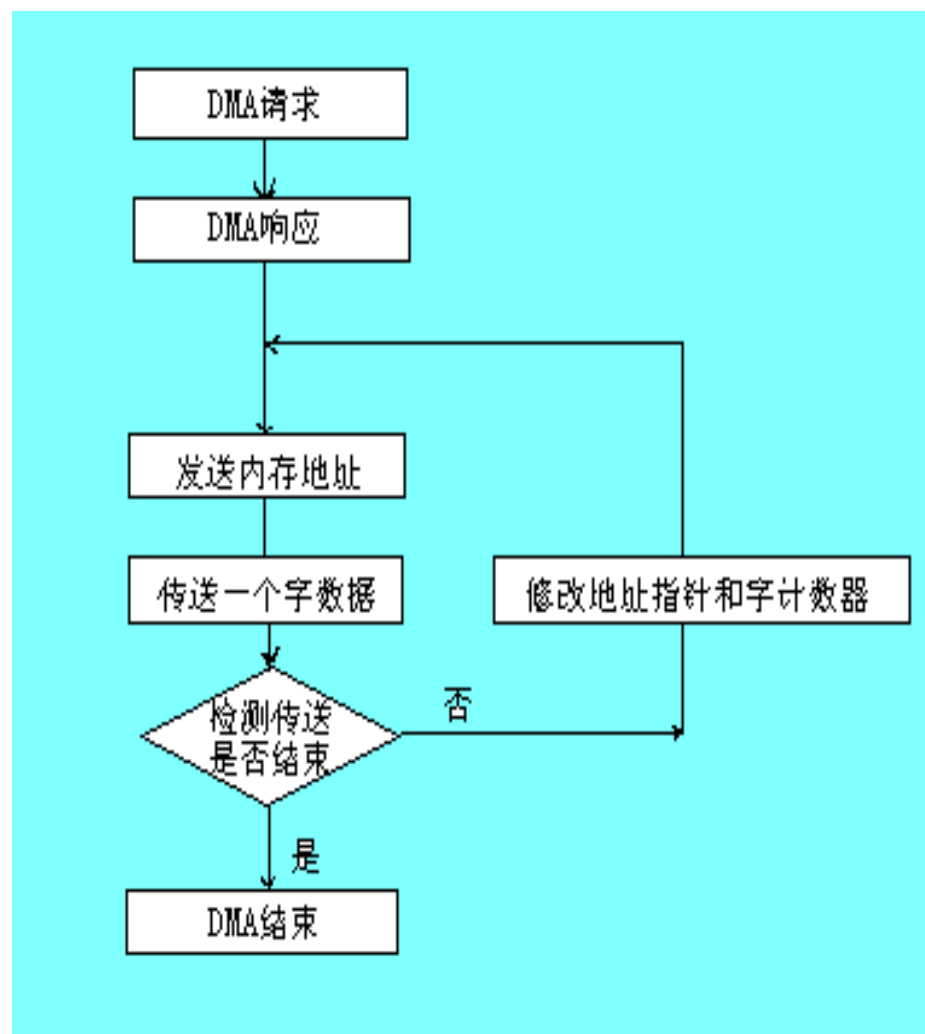 DMA请求
DMA响应
发送内存地址
传送一个字数据
修改地址指针和字计数器
检测传送
是否结束
否
是
DMA结束